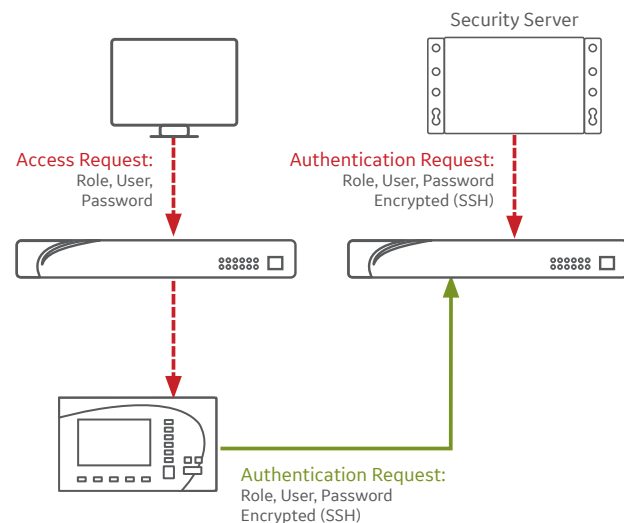 Security Server
Access Request:
Role, User,
Password
Authentication Request:
Role, User, Password
Encrypted (SSH)
Authentication Request:
Role, User, Password
Encrypted (SSH)